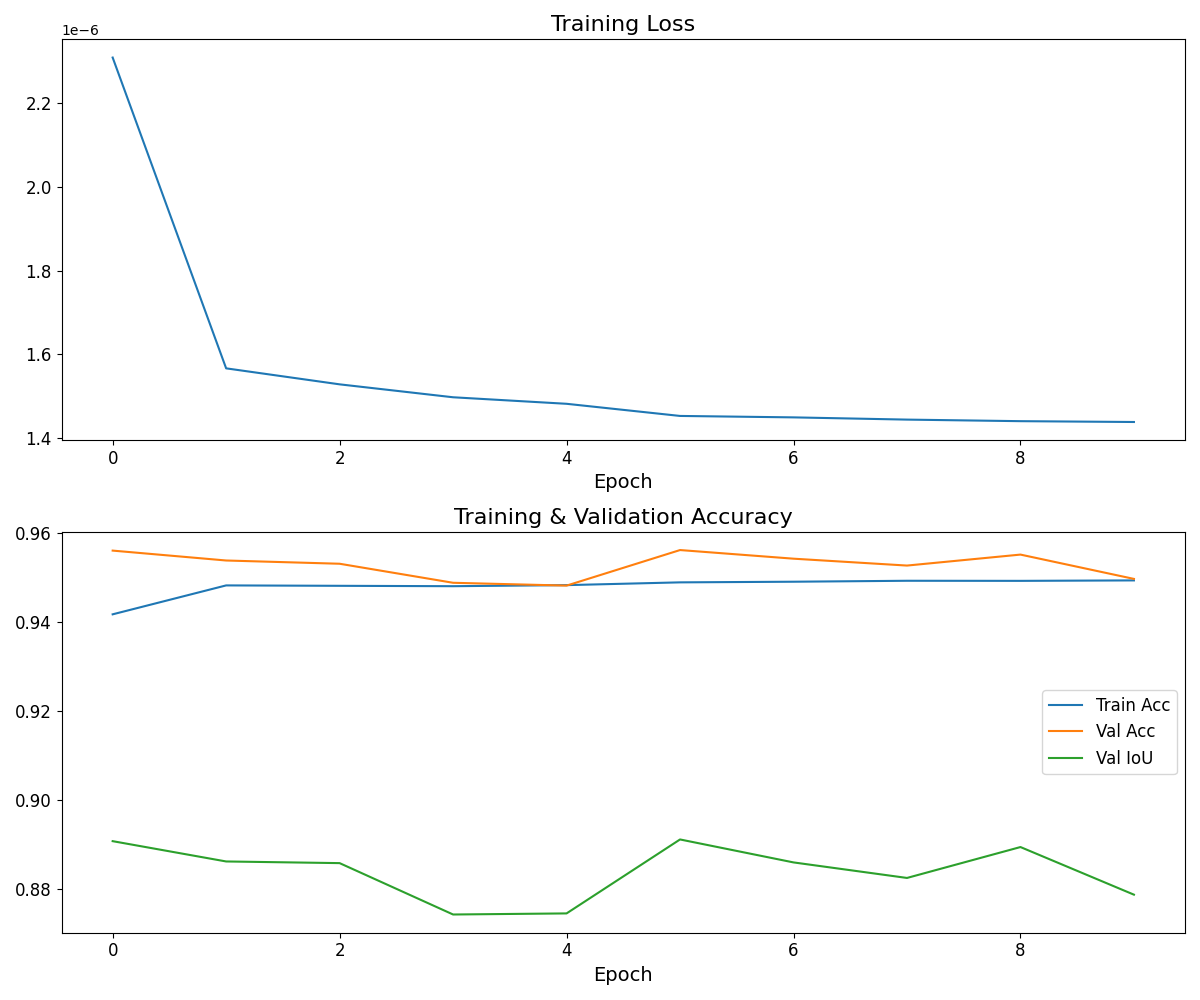 Training Loss
1e−6
2.2
2.0
1.8
1.6
1.4
0 2 4 6 8
Epoch
Training & Validation Accuracy
0.96
0.94
0.92
0.90
0.88
Train Acc
Val Acc
Val IoU
0 2 4 6 8
Epoch